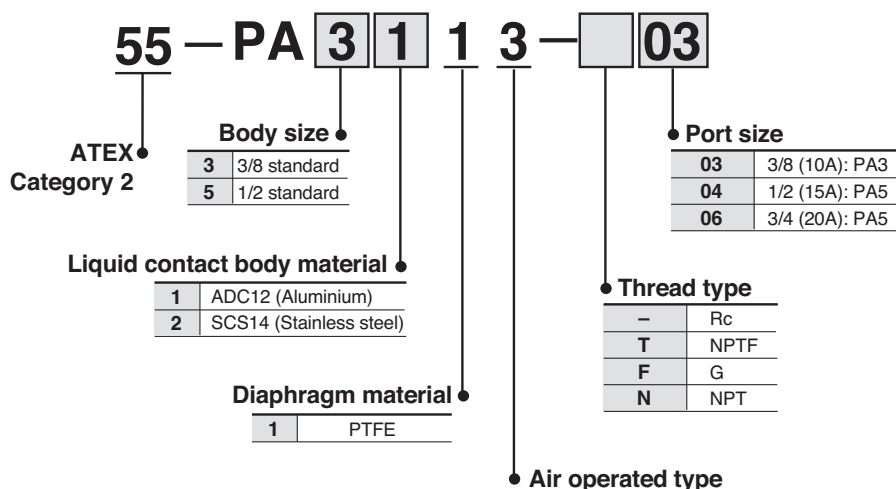 55 — PA 3 1 1 3 — 03
Body size
3 3/8 standard
5 1/2 standard
ATEX
Category 2
Port size
03 3/8 (10A): PA3
04 1/2 (15A): PA5
06 3/4 (20A): PA5
Liquid contact body material
1 ADC12 (Aluminium)
2 SCS14 (Stainless steel)
Thread type
– Rc
T NPTF
F G
N NPT
Diaphragm material
1 PTFE
Air operated type